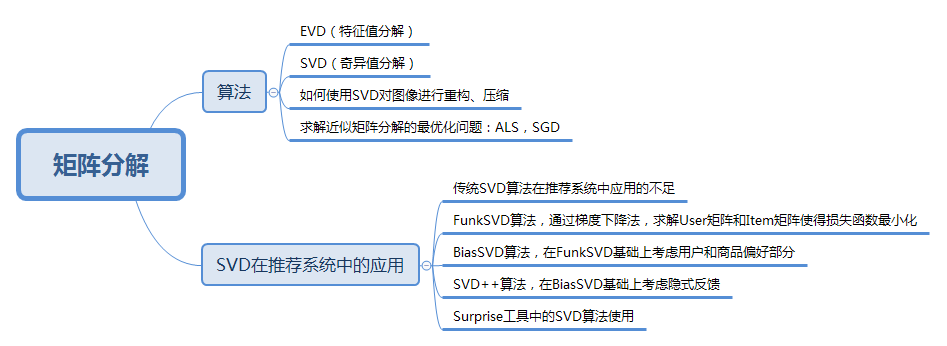 矩阵分解
算法
EVD（特征值分解）
SVD（奇异值分解）
如何使用SVD对图像进行重构、压缩
求解近似矩阵分解的最优化问题：ALS，SGD
SVD在推荐系统中的应用
传统SVD算法在推荐系统中应用的不足
FunkSVD算法，通过梯度下降法，求解User矩阵和Item矩阵使得损失函数最小化
BiasSVD算法，在FunkSVD基础上考虑用户和商品偏好部分
SVD++算法，在BiasSVD基础上考虑隐式反馈
Surprise工具中的SVD算法使用